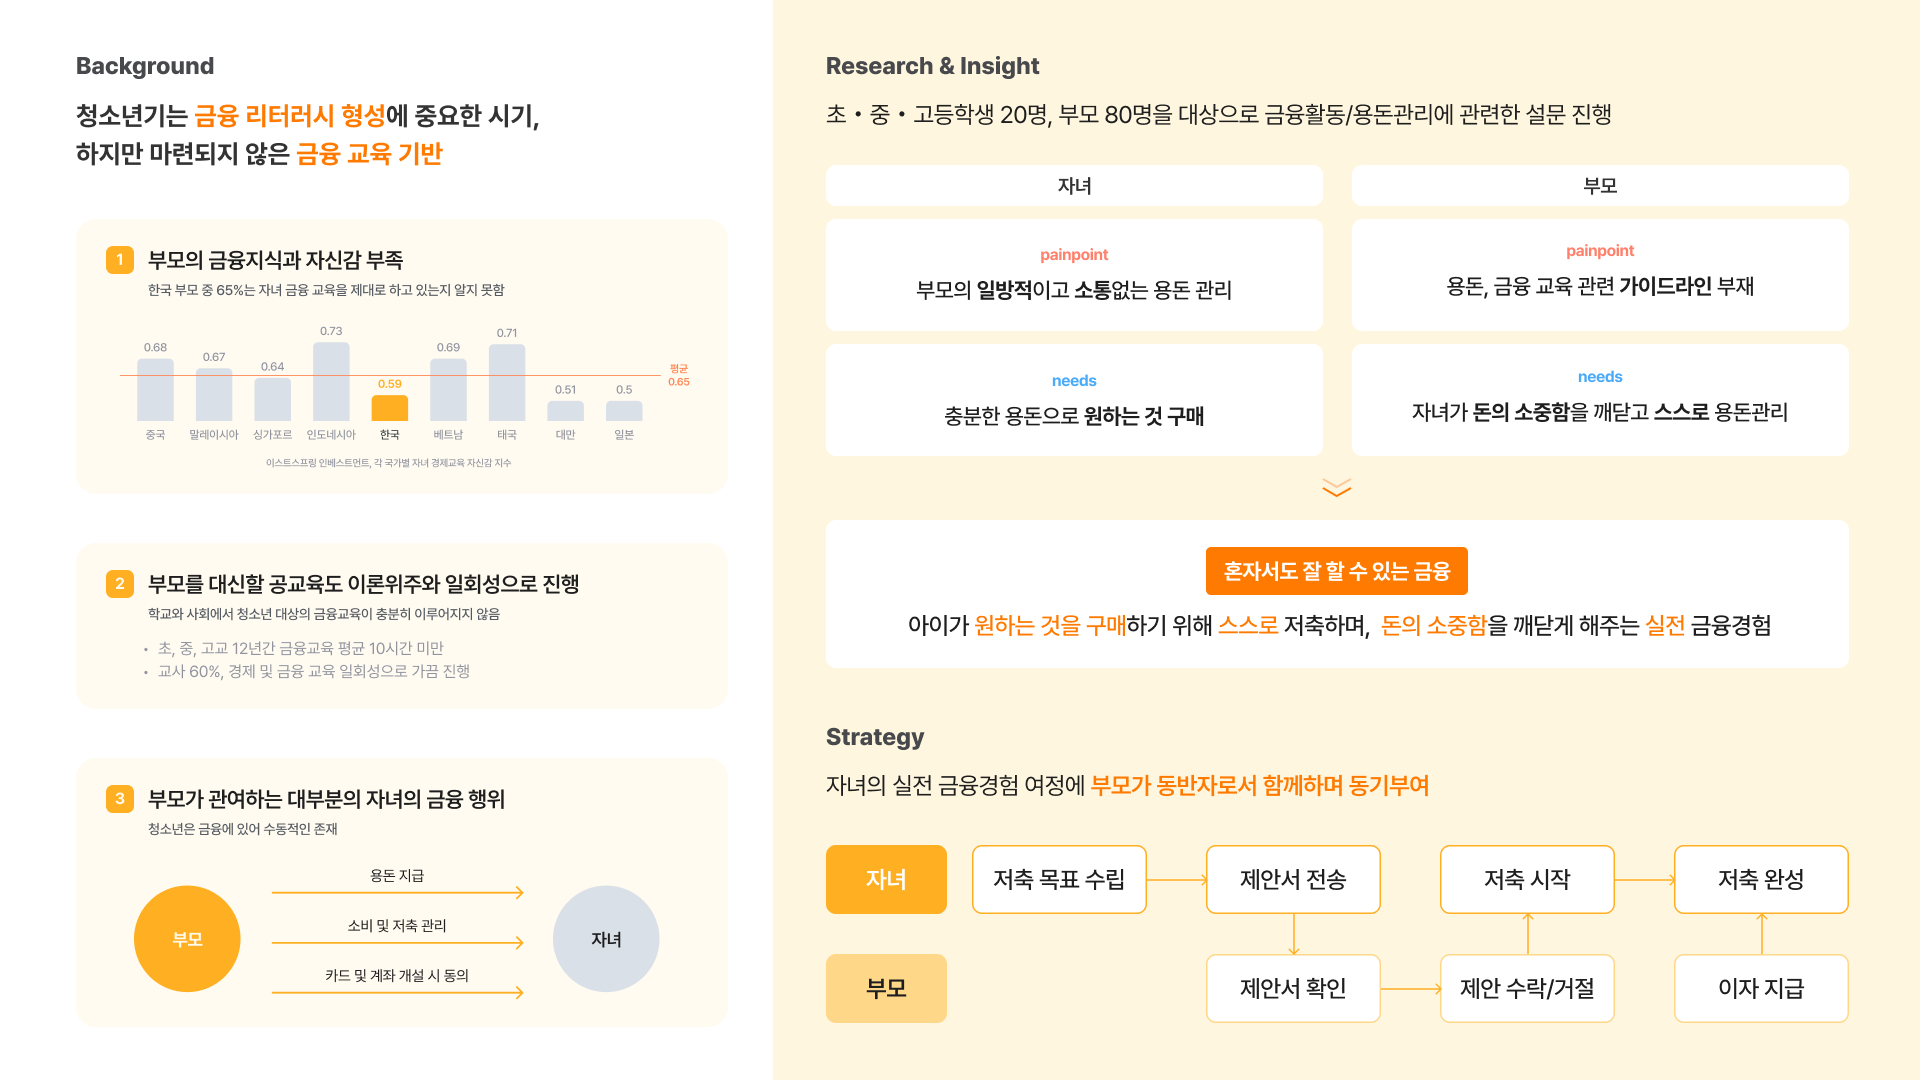 Background
청소년기는 금융 리터러시 형성에 중요한 시기,
하지만 마련되지 않은 금융 교육 기반
1
부모의 금융지식과 자신감 부족
한국 부모 중 65%는 자녀 금융 교육을 제대로 하고 있는지 알지 못함
0.68
0.67
0.64
0.73
0.59
0.69
0.71
0.51
0.5
평균
0.65
중국
말레이시아
싱가포르
인도네시아
한국
베트남
태국
대만
일본
이스트스프링 인베스트먼트, 각 국가별 자녀 경제교육 자신감 지수
2
부모를 대신할 공교육도 이론위주와 일회성으로 진행
학교와 사회에서 청소년 대상의 금융교육이 충분히 이루어지지 않음
• 초, 중, 고교 12년간 금융교육 평균 10시간 미만
• 교사 60%, 경제 및 금융 교육 일회성으로 가끔 진행
3
부모가 관여하는 대부분의 자녀의 금융 행위
청소년은 금융에 있어 수동적인 존재
부모
용돈 지급
소비 및 저축 관리
카드 및 계좌 개설 시 동의
자녀
Research & Insight
초 • 중 • 고등학생 20명, 부모 80명을 대상으로 금융활동/용돈관리에 관련한 설문 진행
자녀
부모
painpoint
부모의 일방적이고 소통없는 용돈 관리
painpoint
용돈, 금융 교육 관련 가이드라인 부재
needs
충분한 용돈으로 원하는 것 구매
needs
자녀가 돈의 소중함을 깨닫고 스스로 용돈관리
혼자서도 잘 할 수 있는 금융
아이가 원하는 것을 구매하기 위해 스스로 저축하며, 돈의 소중함을 깨닫게 해주는 실전 금융경험
Strategy
자녀의 실전 금융경험 여정에 부모가 동반자로서 함께하며 동기부여
자녀
저축 목표 수립
제안서 전송
저축 시작
저축 완성
부모
제안서 확인
제안 수락/거절
이자 지급